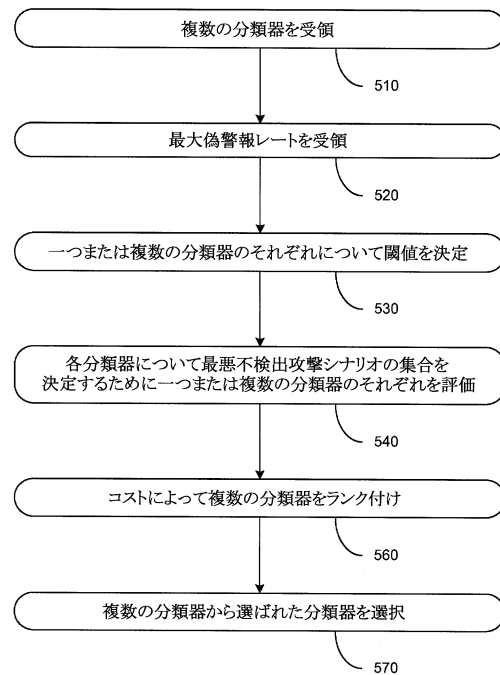 複数の分類器を受領
510
最大偽警報レートを受領
520
一つまたは複数の分類器のそれぞれについて閾値を決定
530
各分類器について最悪不検出攻撃シナリオの集合を
決定するために一つまたは複数の分類器のそれぞれを評価
540
コストによって複数の分類器をランク付け
560
複数の分類器から選ばれた分類器を選択
570